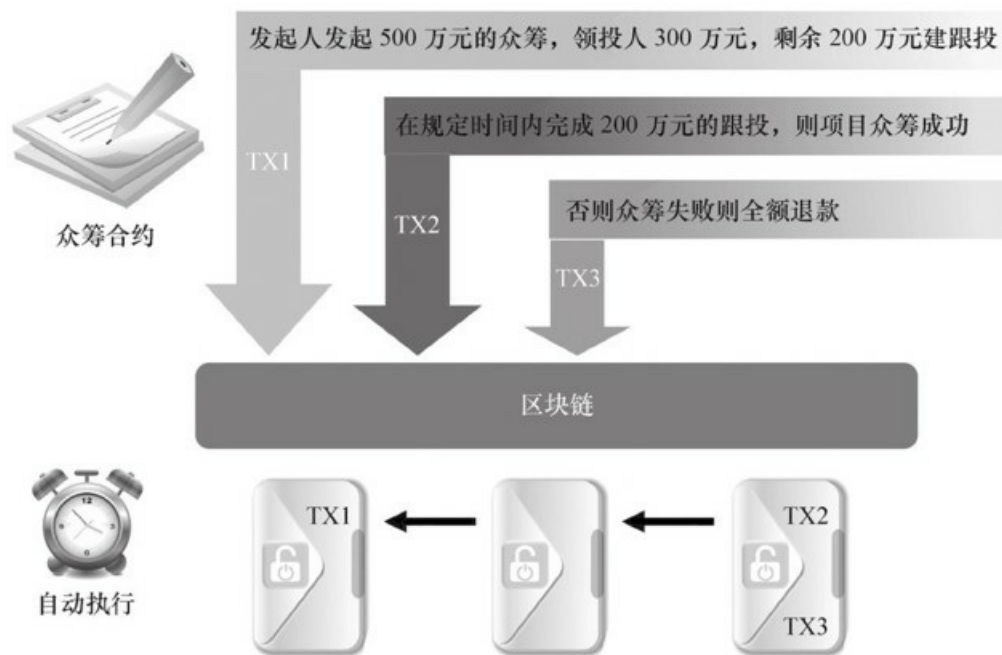 发起人发起 500 万元的众筹，领投人 300 万元，剩余 200 万元建跟投
在规定时间内完成 200 万元的跟投，则项目众筹成功
TX1
否则众筹失败则全额退款
TX2
众筹合约
TX3
区块链
TX1
TX2
自动执行
TX3